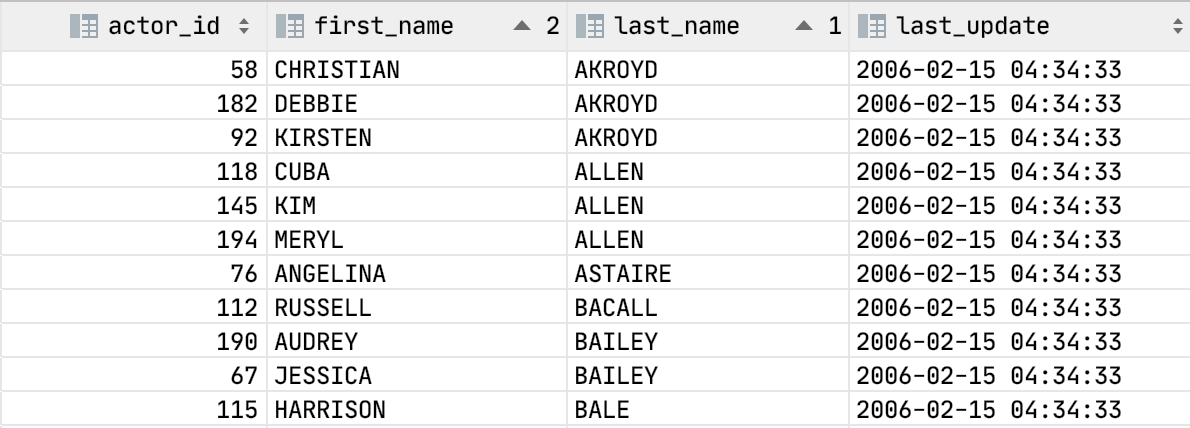 actor_id first_name 2 last_name 1 last_update
58 CHRISTIAN AKROYD 2006-02-15 04:34:33
182 DEBBIE AKROYD 2006-02-15 04:34:33
92 KIRSTEN AKROYD 2006-02-15 04:34:33
118 CUBA ALLEN 2006-02-15 04:34:33
145 KIM ALLEN 2006-02-15 04:34:33
194 MERYL ALLEN 2006-02-15 04:34:33
76 ANGELINA ASTAIRE 2006-02-15 04:34:33
112 RUSSELL BACALL 2006-02-15 04:34:33
190 AUDREY BAILEY 2006-02-15 04:34:33
67 JESSICA BAILEY 2006-02-15 04:34:33
115 HARRISON BALE 2006-02-15 04:34:33